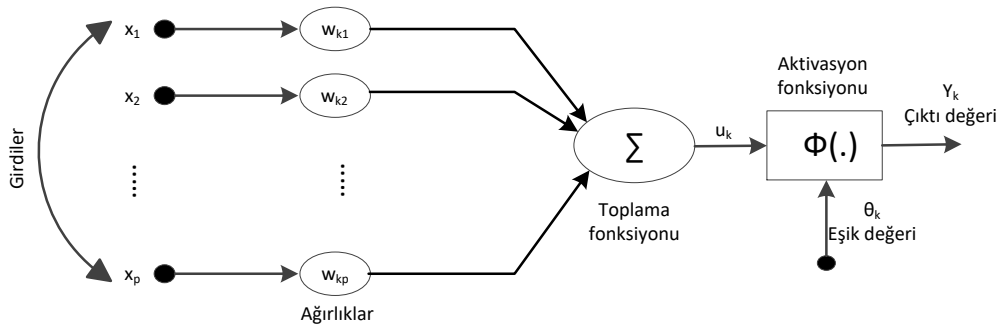 Girdiler
x1
wk1
x2
wk2
.....
.....
xp
wkp
Ağırlıklar
Σ
Toplama
fonksiyonu
uk
Aktivasyon
fonksiyonu
Φ(.)
θk
Eşik değeri
Yk
Çıktı değeri